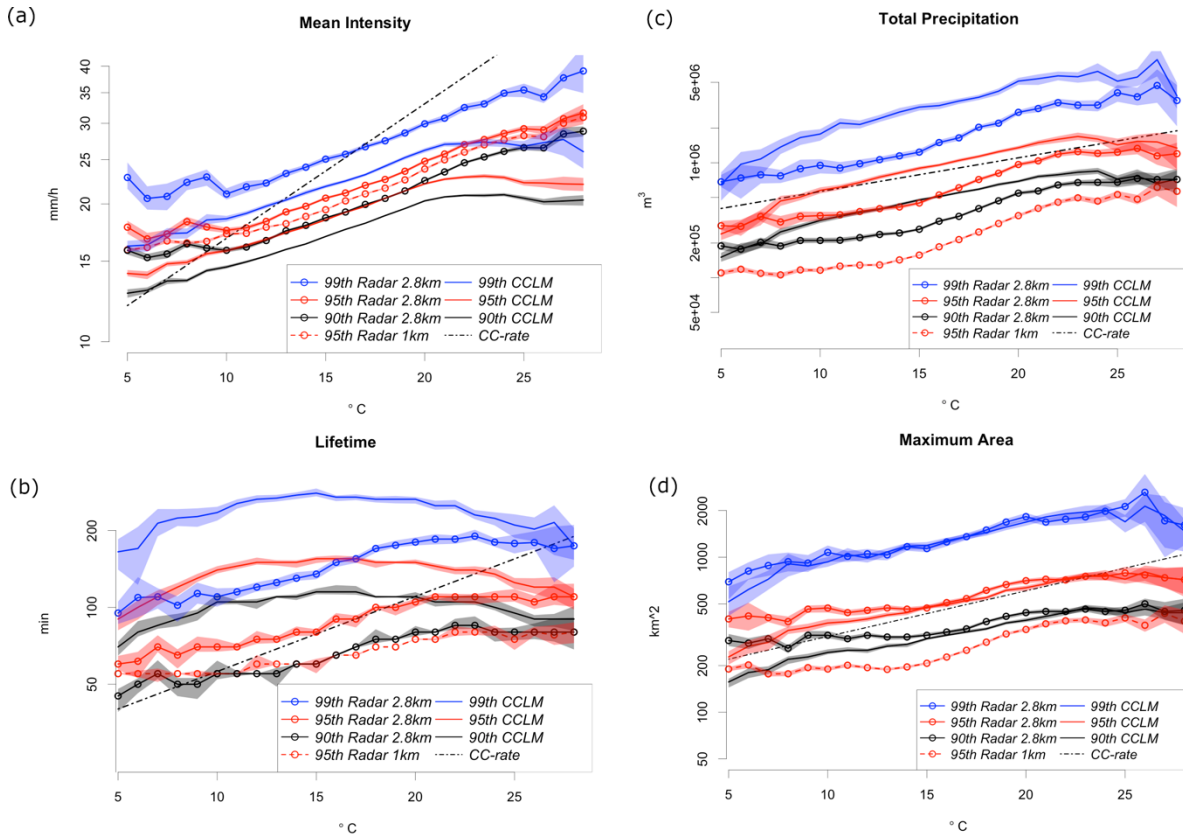 (a)
Mean Intensity
mm/h
40
35
30
25
20
15
10
5 10 15 20 25
° C
99th Radar 2.8km 99th CCLM
95th Radar 2.8km 95th CCLM
90th Radar 2.8km 90th CCLM
95th Radar 1km CC-rate
(c)
Total Precipitation
m³
5e+06
1e+06
2e+05
5e+04
5 10 15 20 25
° C
99th Radar 2.8km 99th CCLM
95th Radar 2.8km 95th CCLM
90th Radar 2.8km 90th CCLM
95th Radar 1km CC-rate
(b)
Lifetime
min
200
100
50
5 10 15 20 25
° C
99th Radar 2.8km 99th CCLM
95th Radar 2.8km 95th CCLM
90th Radar 2.8km 90th CCLM
95th Radar 1km CC-rate
(d)
Maximum Area
km^2
2000
1000
500
200
100
50
5 10 15 20 25
° C
99th Radar 2.8km 99th CCLM
95th Radar 2.8km 95th CCLM
90th Radar 2.8km 90th CCLM
95th Radar 1km CC-rate